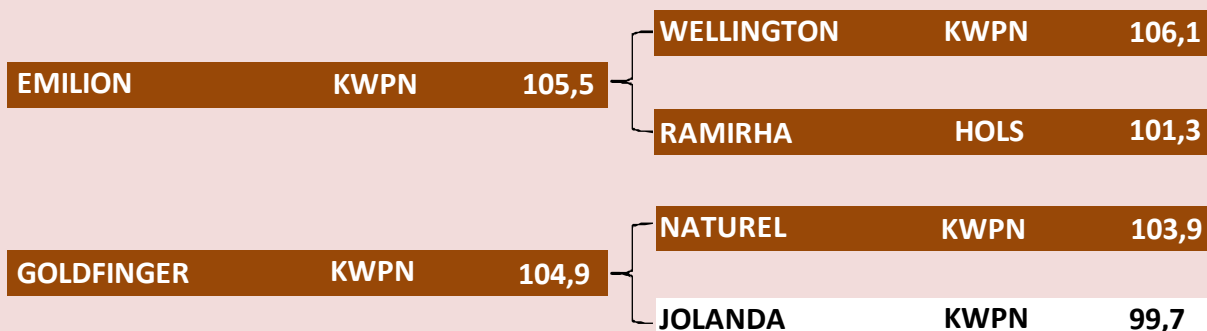 WELLINGTON KWPN 106,1
EMILION KWPN 105,5
RAMIRHA HOLS 101,3
NATUREL KWPN 103,9
GOLDFINGER KWPN 104,9
JOLANDA KWPN 99,7